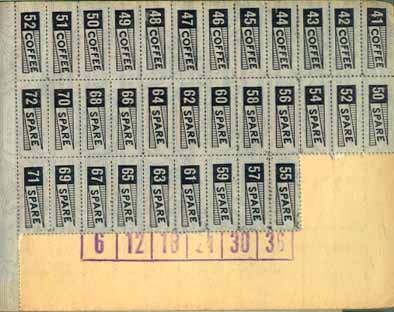 52 COFFEE 51 COFFEE 50 COFFEE 49 COFFEE 48 COFFEE 47 COFFEE 46 COFFEE 45 COFFEE 44 COFFEE 43 COFFEE 42 COFFEE 41 COFFEE
72 SPARE 70 SPARE 68 SPARE 66 SPARE 64 SPARE 62 SPARE 60 SPARE 58 SPARE 56 SPARE 54 SPARE 52 SPARE 50 SPARE
71 SPARE 69 SPARE 67 SPARE 65 SPARE 63 SPARE 61 SPARE 59 SPARE 57 SPARE 55 SPARE
6 12 18 24 30 36